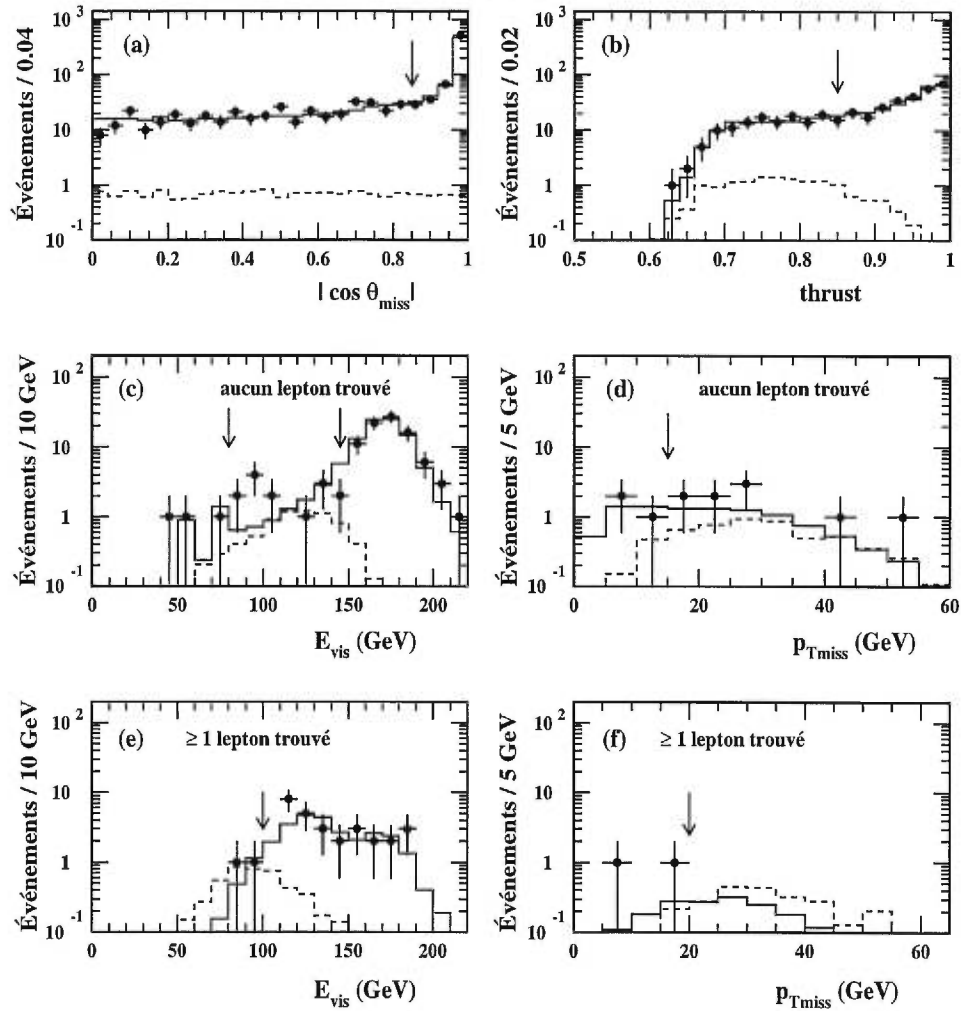 Événements / 0.04
10³
10²
10
1
10⁻¹
(a)
0 0.2 0.4 0.6 0.8 1
| cos θmiss|
Événements / 0.02
10³
10²
10
1
10⁻¹
(b)
0.5 0.6 0.7 0.8 0.9 1
thrust
Événements / 10 GeV
10²
10
1
10⁻¹
(c)
aucun lepton trouvé
0 50 100 150 200
Evis (GeV)
Événements / 5 GeV
10²
10
1
10⁻¹
(d)
aucun lepton trouvé
0 20 40 60
pTmiss (GeV)
Événements / 10 GeV
10²
10
1
10⁻¹
(e)
≥ 1 lepton trouvé
0 50 100 150 200
Evis (GeV)
Événements / 5 GeV
10²
10
1
10⁻¹
(f)
≥ 1 lepton trouvé
0 20 40 60
pTmiss (GeV)